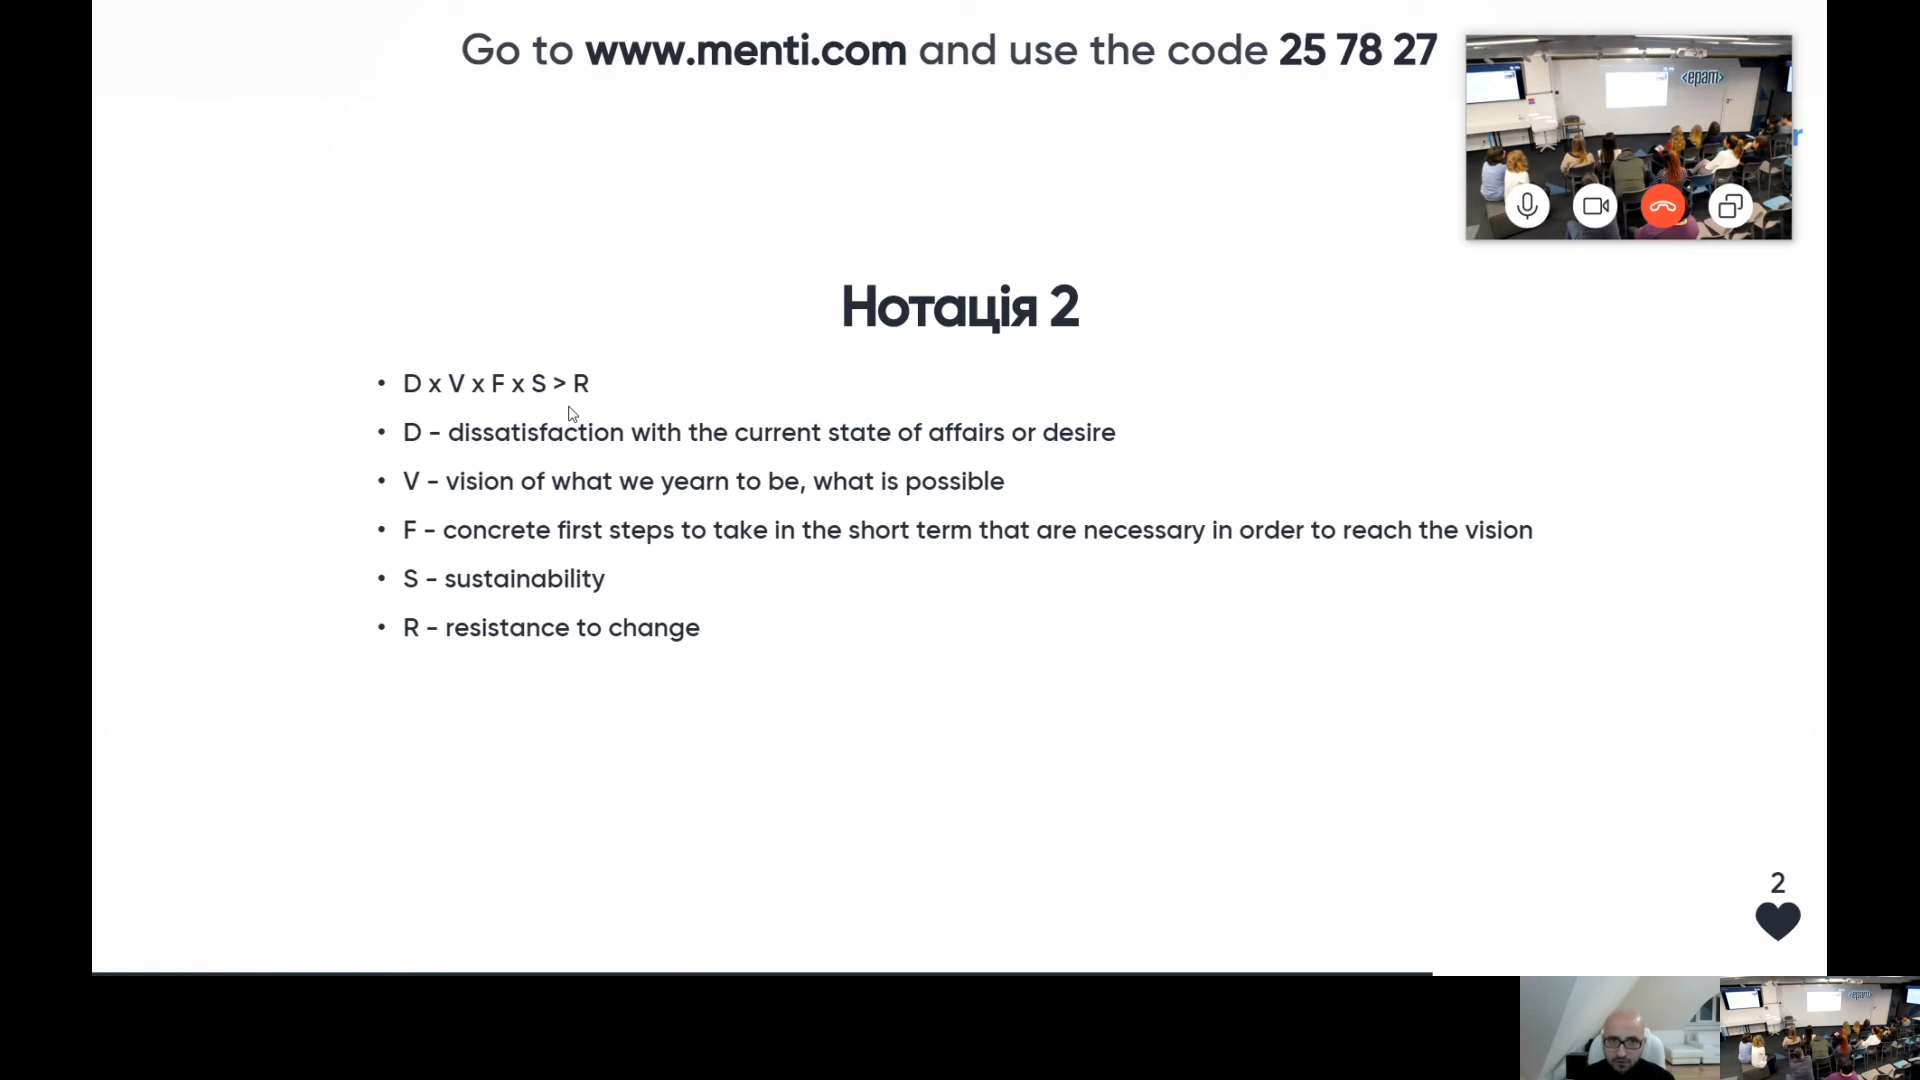 Go to www.menti.com and use the code 25 78 27
<epam>
r
Нотація 2
• D x V x F x S > R
• D - dissatisfaction with the current state of affairs or desire
• V - vision of what we yearn to be, what is possible
• F - concrete first steps to take in the short term that are necessary in order to reach the vision
• S - sustainability
• R - resistance to change
2
<epam>